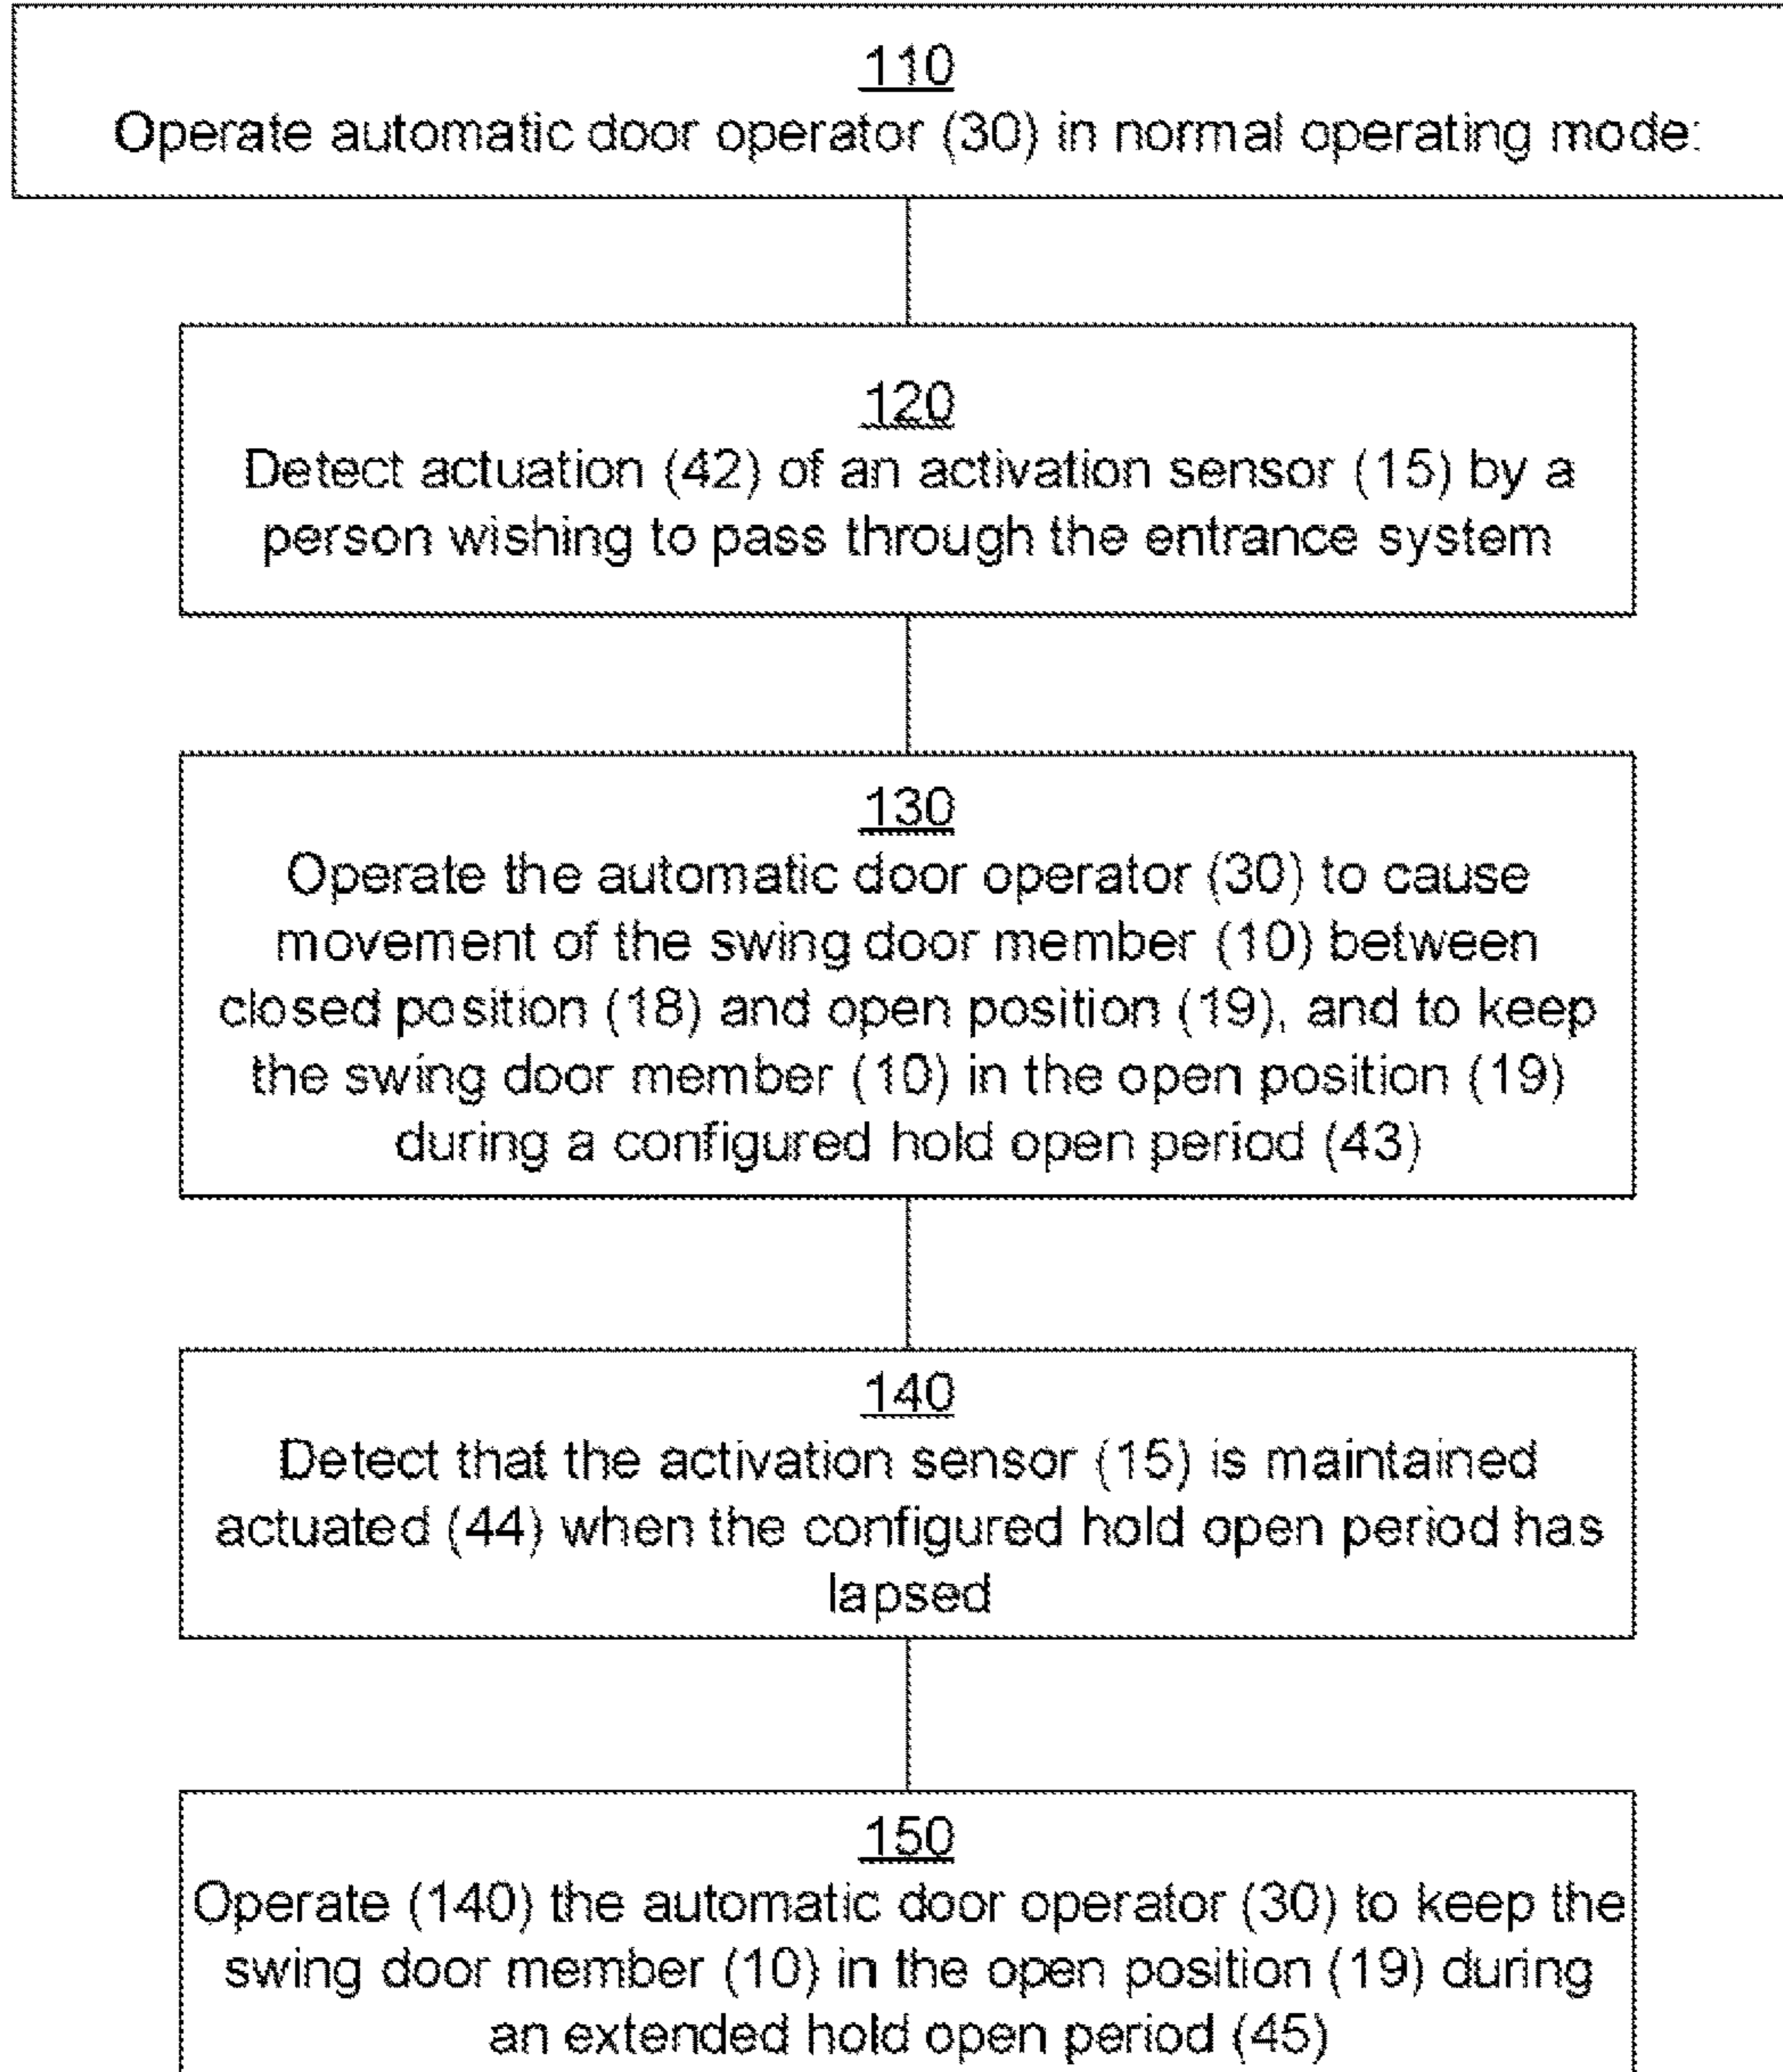 110
Operate automatic door operator (30) in normal operating mode:
120
Detect actuation (42) of an activation sensor (15) by a
person wishing to pass through the entrance system
130
Operate the automatic door operator (30) to cause
movement of the swing door member (10) between
closed position (18) and open position (19), and to keep
the swing door member (10) in the open position (19)
during a configured hold open period (43)
140
Detect that the activation sensor (15) is maintained
actuated (44) when the configured hold open period has
lapsed
150
Operate (140) the automatic door operator (30) to keep the
swing door member (10) in the open position (19) during
an extended hold open period (45)